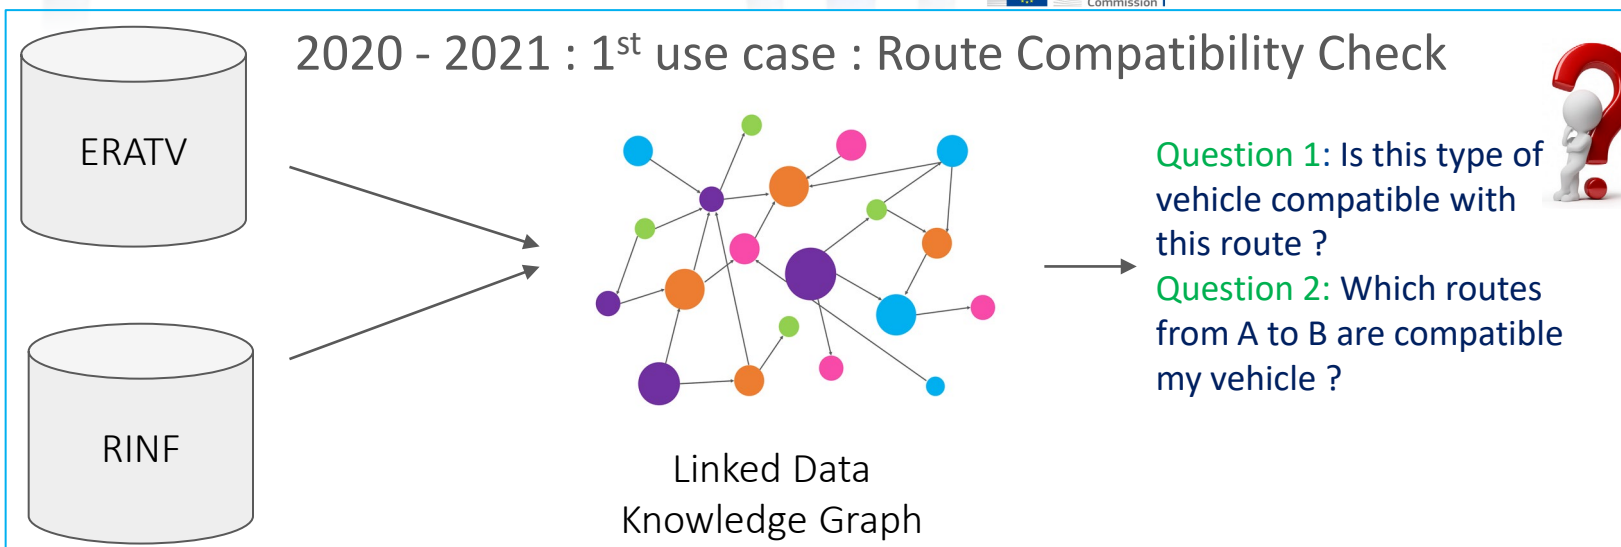 Commission
2020 - 2021 : 1st use case : Route Compatibility Check
ERATV
RINF
Linked Data
Knowledge Graph
Question 1: Is this type of
vehicle compatible with
this route ?
Question 2: Which routes
from A to B are compatible
my vehicle ?